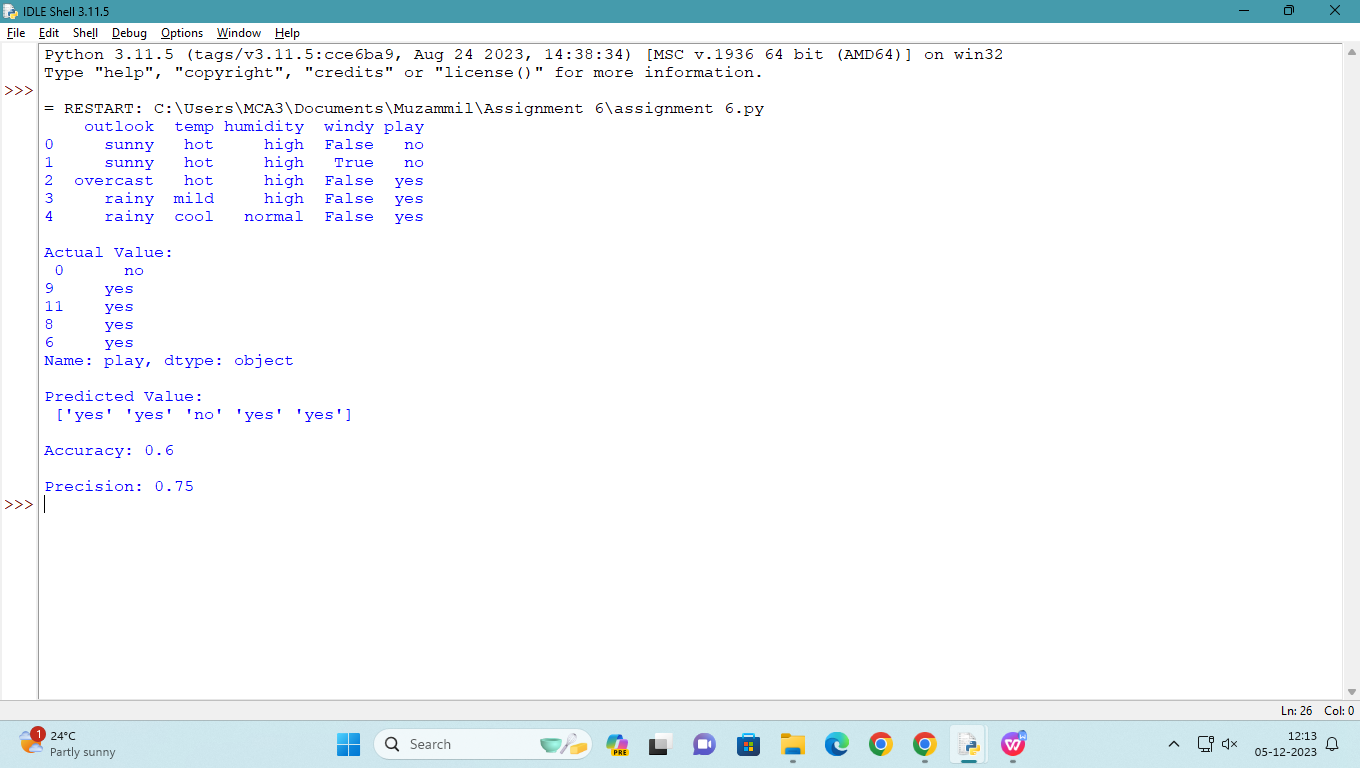 IDLE Shell 3.11.5
File Edit Shell Debug Options Window Help
Python 3.11.5 (tags/v3.11.5:cce6ba9, Aug 24 2023, 14:38:34) [MSC v.1936 64 bit (AMD64)] on win32
Type "help", "copyright", "credits" or "license()" for more information.
>>>
= RESTART: C:\Users\MCA3\Documents\Muzammil\Assignment 6\assignment 6.py
    outlook  temp humidity  windy play
0     sunny   hot     high  False   no
1     sunny   hot     high   True   no
2  overcast   hot     high  False  yes
3     rainy  mild     high  False  yes
4     rainy  cool   normal  False  yes
Actual Value:
 0      no
9     yes
11    yes
8     yes
6     yes
Name: play, dtype: object
Predicted Value:
 ['yes' 'yes' 'no' 'yes' 'yes']
Accuracy: 0.6
Precision: 0.75
>>>
Ln: 26 Col: 0
1
24°C
Partly sunny
Search
PRE
W
12:13
05-12-2023